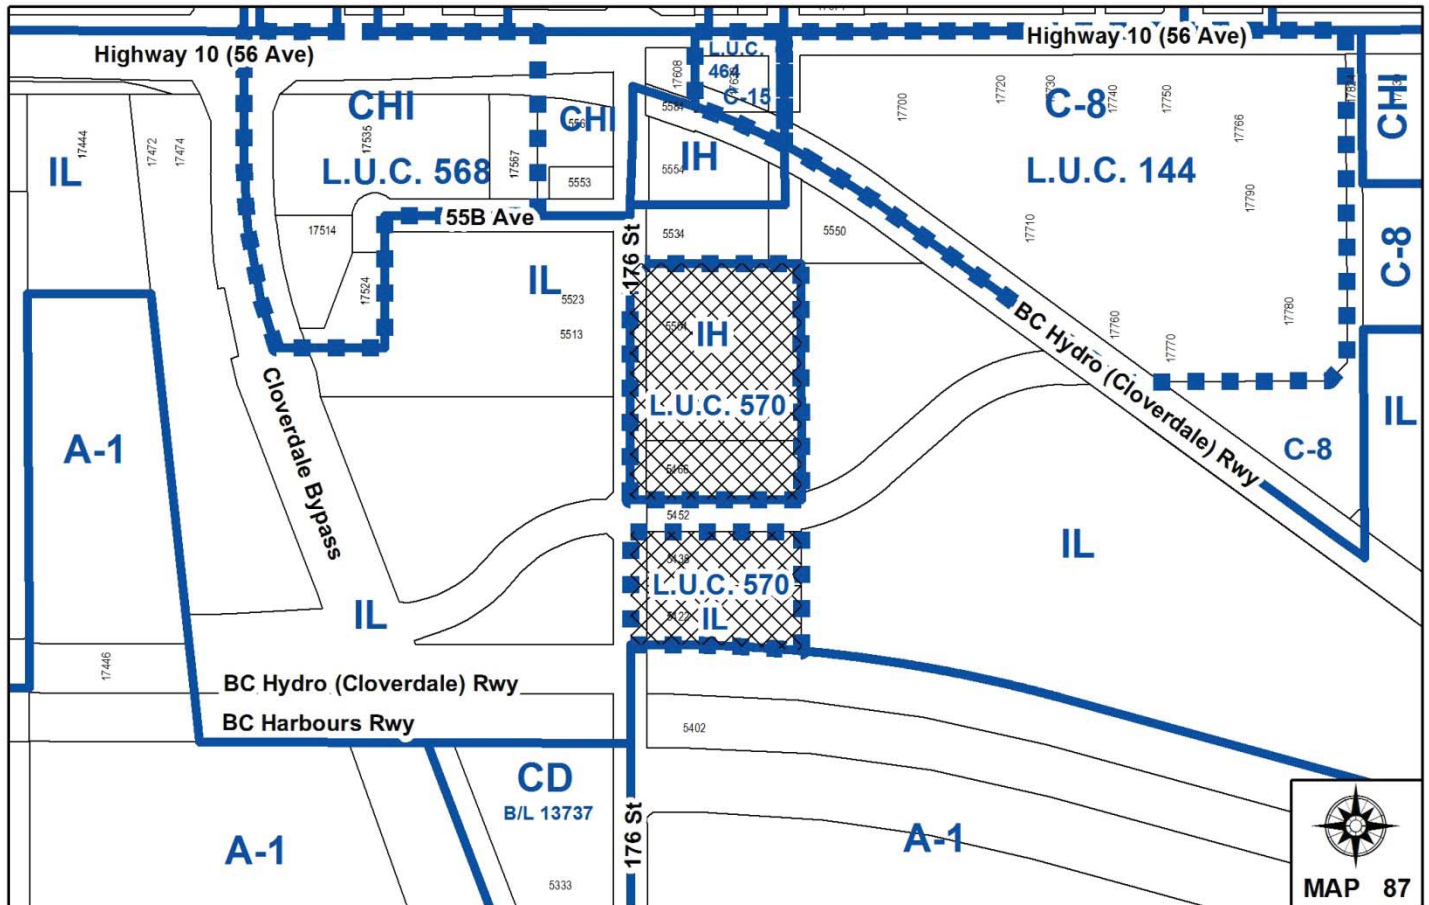 Highway 10 (56 Ave)
Highway 10 (56 Ave)
L.U.C.
464
C-15
17608
CHI
CHI
C-8
CHI
17444
17472
17474
17535
17567
17700
17720
17730
17740
17750
17766
17790
17710
IL
L.U.C. 568
5553
IH
5554
L.U.C. 144
55B Ave
17514
5534
5550
C-8
176 St
17524
IL
5523
5513
IH
17760
17770
17780
BC Hydro (Cloverdale) Rwy
Cloverdale Bypass
L.U.C. 570
IL
A-1
C-8
5466
5452
IL
L.U.C. 570
5422
IL
IL
17446
BC Hydro (Cloverdale) Rwy
BC Harbours Rwy
5402
CD
B/L 13737
176 St
A-1
A-1
5333
MAP 87